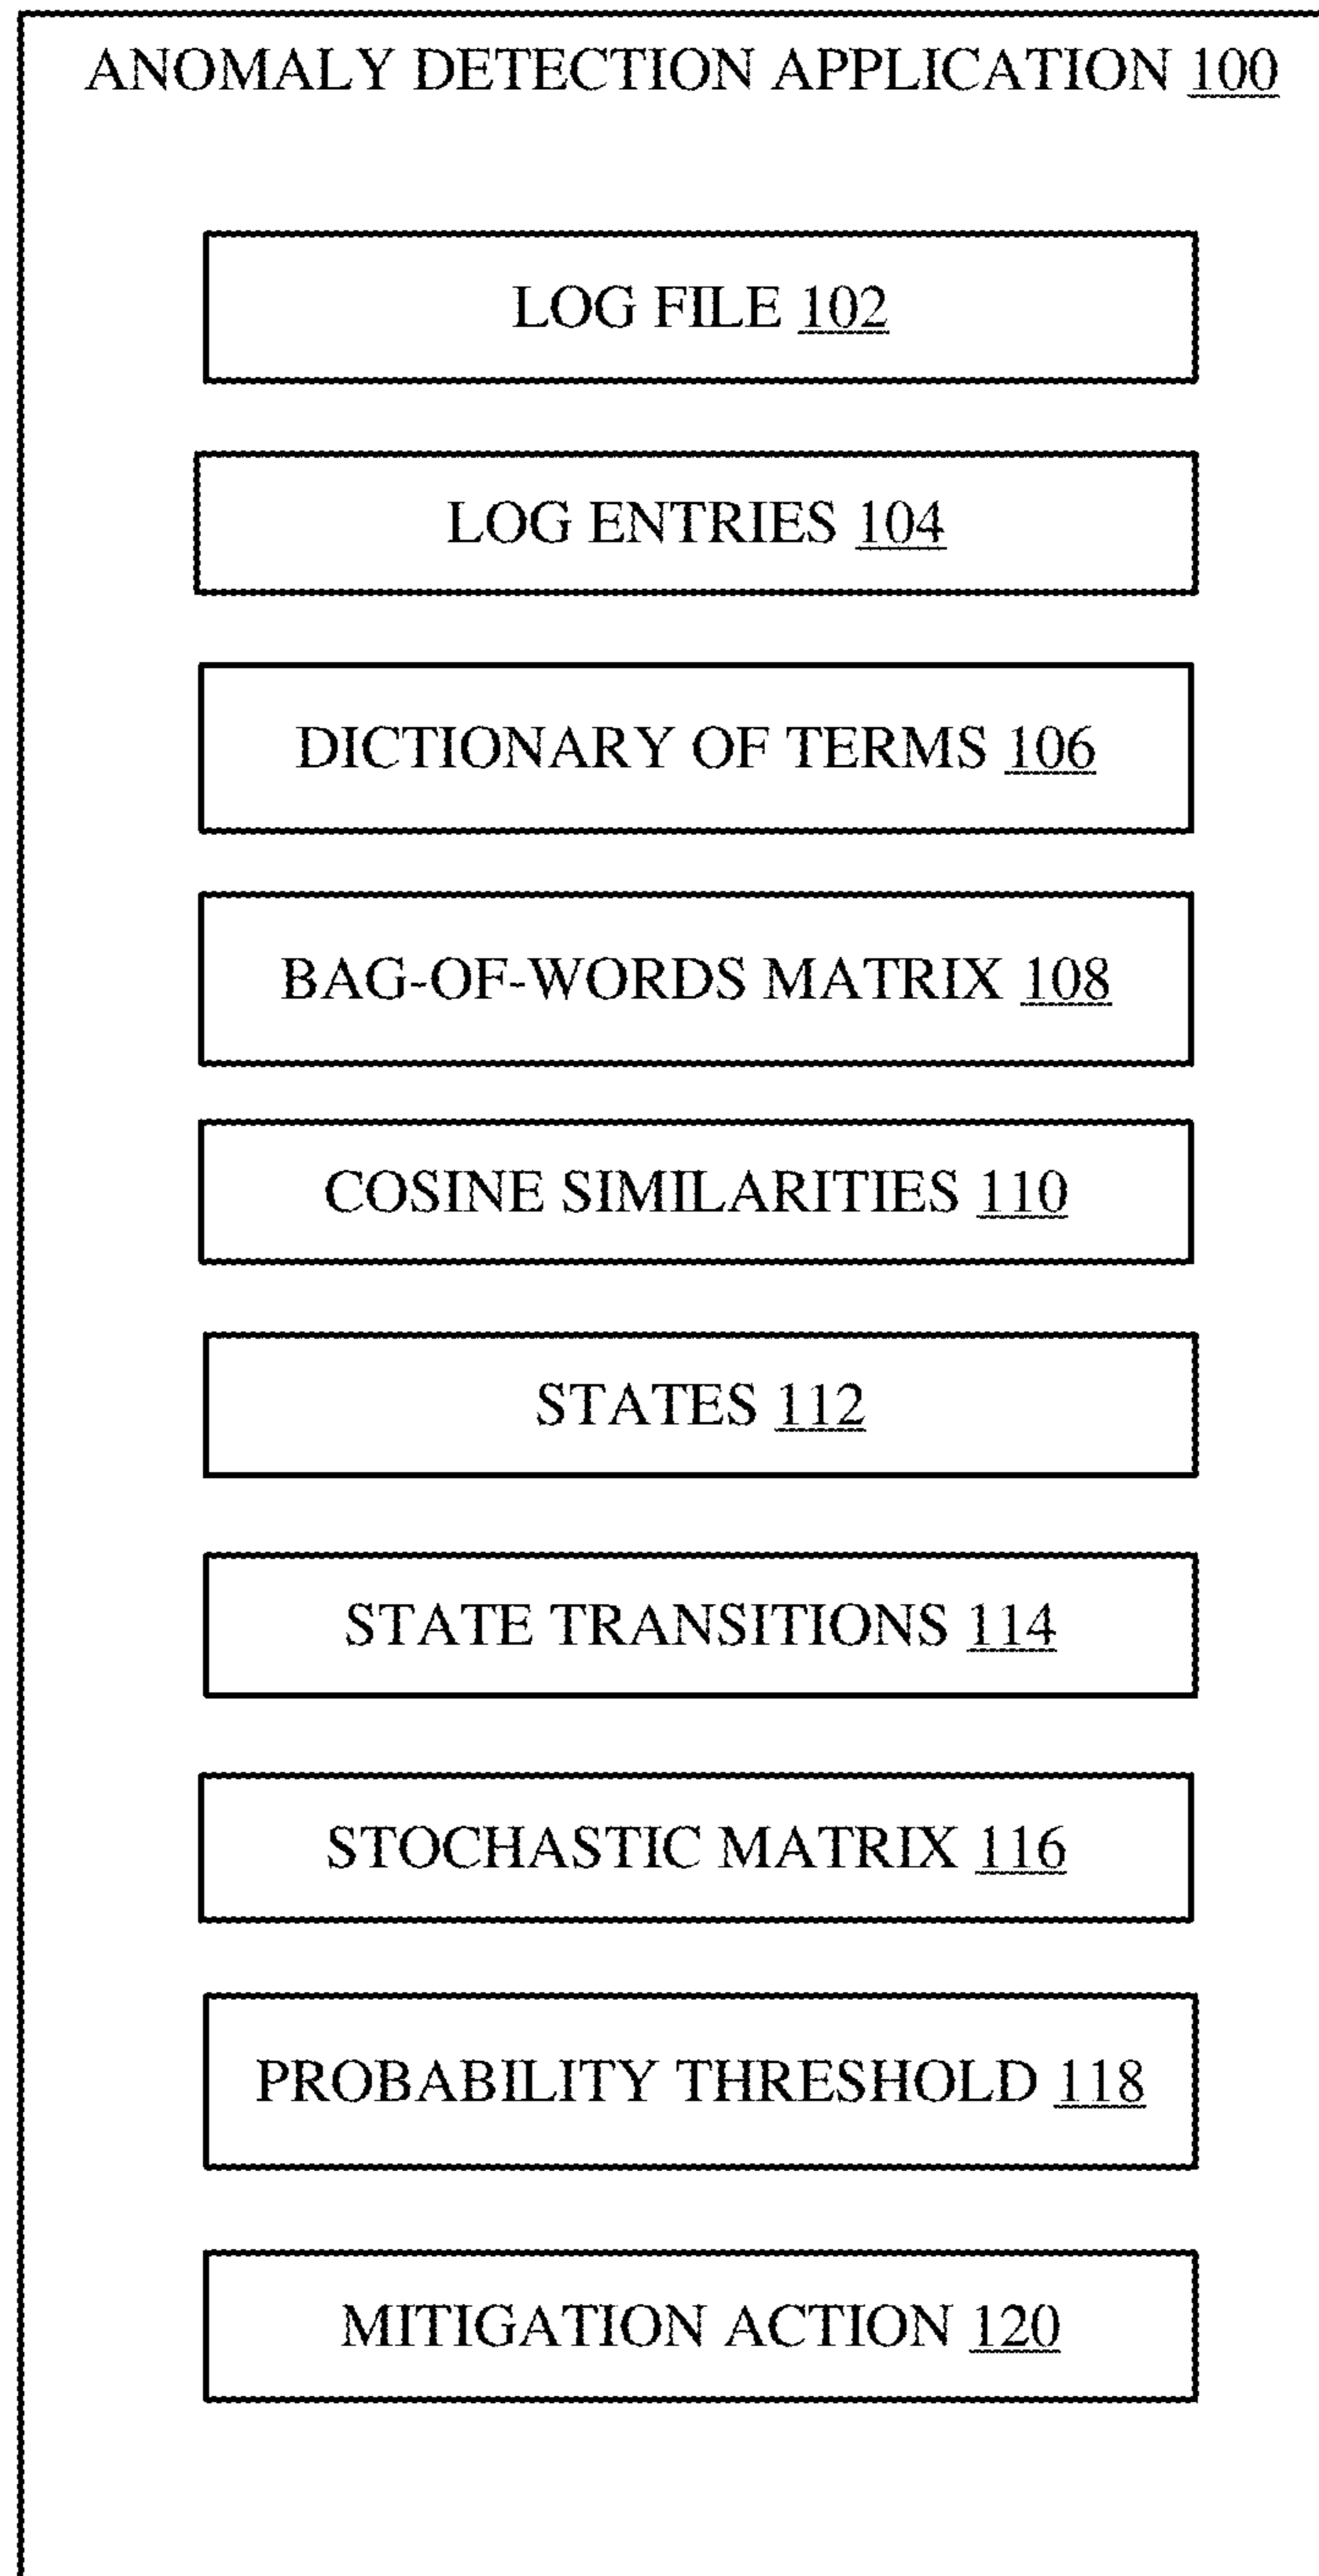 ANOMALY DETECTION APPLICATION 100
LOG FILE 102
LOG ENTRIES 104
DICTIONARY OF TERMS 106
BAG-OF-WORDS MATRIX 108
COSINE SIMILARITIES 110
STATES 112
STATE TRANSITIONS 114
STOCHASTIC MATRIX 116
PROBABILITY THRESHOLD 118
MITIGATION ACTION 120